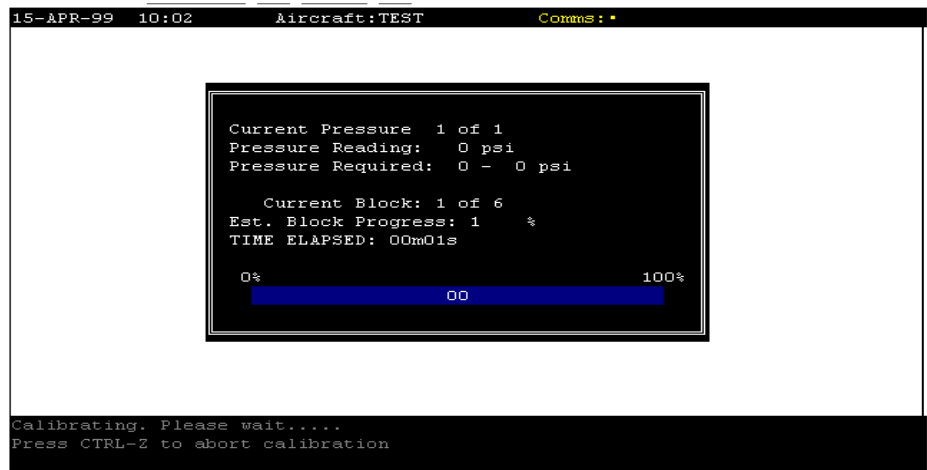 15-APR-99 10:02 Aircraft:TEST Comms:▪
Current Pressure 1 of 1
Pressure Reading: 0 psi
Pressure Required: 0 - 0 psi
Current Block: 1 of 6
Est. Block Progress: 1 %
TIME ELAPSED: 00m01s
0% 100%
00
Calibrating. Please wait.....
Press CTRL-Z to abort calibration